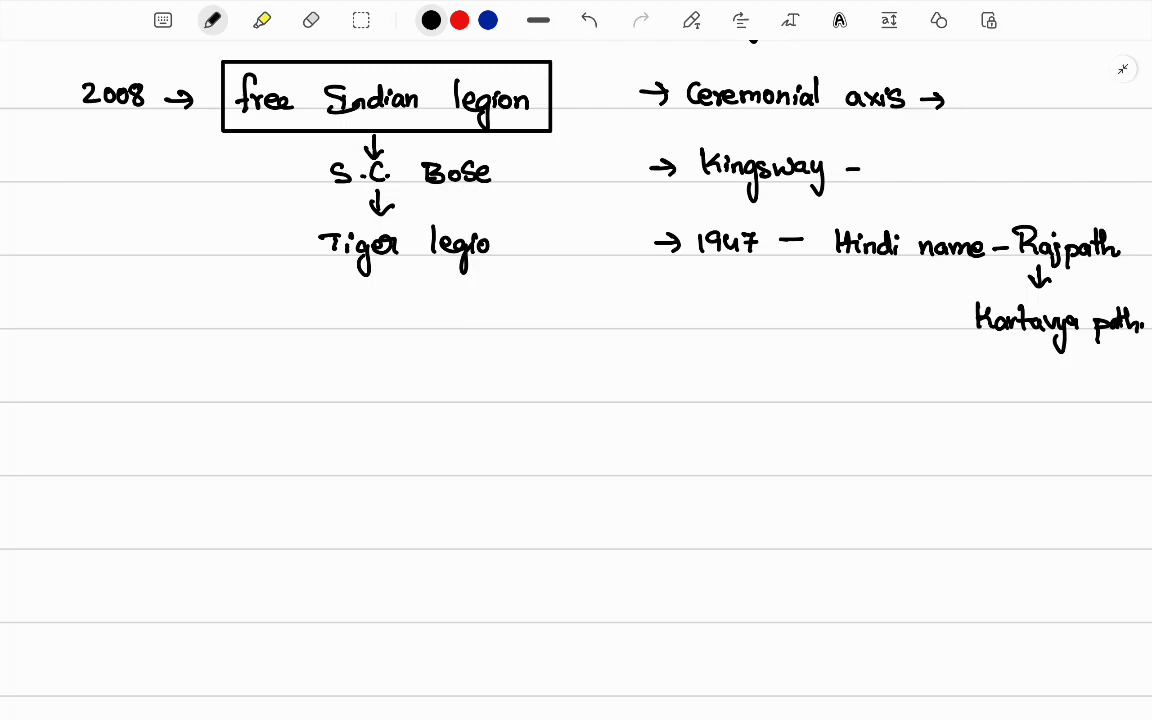 2008 → free Indian legion
↓
S.C. Bose
↓
Tiger legio
→ Ceremonial axis →
→ Kingsway -
→ 1947 - Hindi name - Rajpath
↓
Kartavya path.